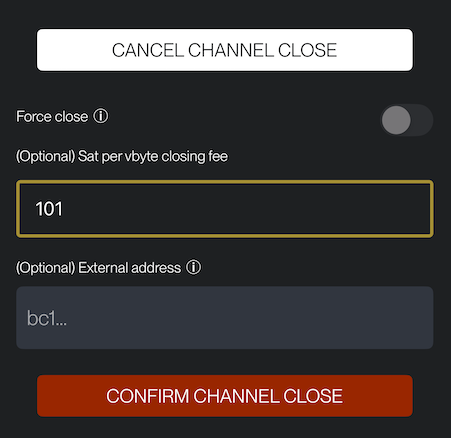 CANCEL CHANNEL CLOSE
Force close
(Optional) Sat per vbyte closing fee
101
(Optional) External address
bc1...
CONFIRM CHANNEL CLOSE